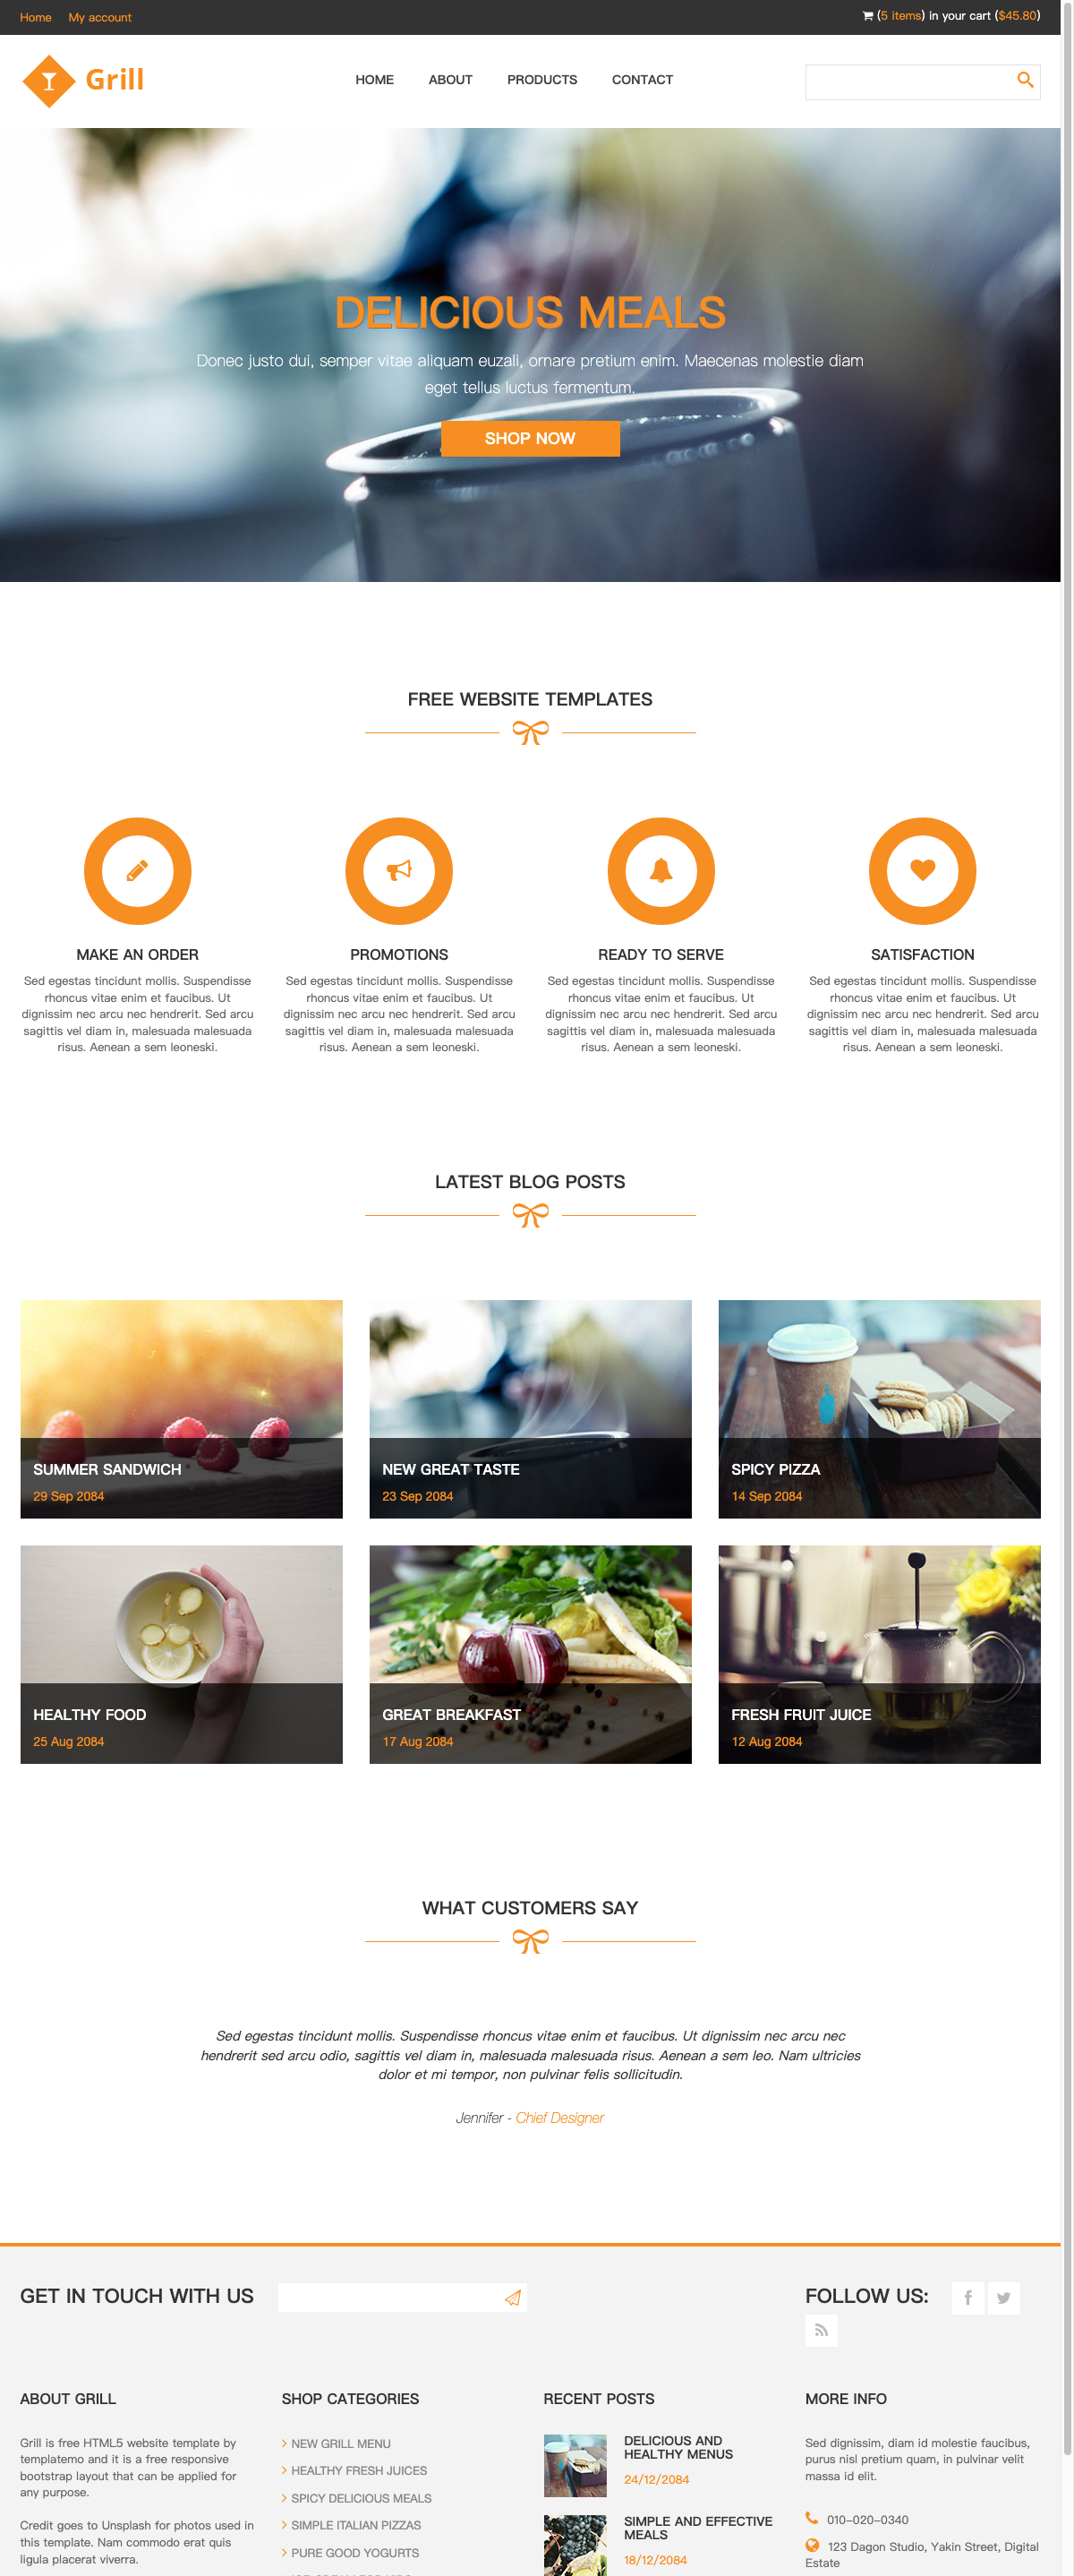 Home My account
(5 items) in your cart ($45.80)
Grill
HOME ABOUT PRODUCTS CONTACT
DELICIOUS MEALS
Donec justo dui, semper vitae aliquam euzali, ornare pretium enim. Maecenas molestie diam
eget tellus luctus fermentum.
SHOP NOW
FREE WEBSITE TEMPLATES
MAKE AN ORDER
Sed egestas tincidunt mollis. Suspendisse
rhoncus vitae enim et faucibus. Ut
dignissim nec arcu nec hendrerit. Sed arcu
sagittis vel diam in, malesuada malesuada
risus. Aenean a sem leoneski.
PROMOTIONS
Sed egestas tincidunt mollis. Suspendisse
rhoncus vitae enim et faucibus. Ut
dignissim nec arcu nec hendrerit. Sed arcu
sagittis vel diam in, malesuada malesuada
risus. Aenean a sem leoneski.
READY TO SERVE
Sed egestas tincidunt mollis. Suspendisse
rhoncus vitae enim et faucibus. Ut
dignissim nec arcu nec hendrerit. Sed arcu
sagittis vel diam in, malesuada malesuada
risus. Aenean a sem leoneski.
SATISFACTION
Sed egestas tincidunt mollis. Suspendisse
rhoncus vitae enim et faucibus. Ut
dignissim nec arcu nec hendrerit. Sed arcu
sagittis vel diam in, malesuada malesuada
risus. Aenean a sem leoneski.
LATEST BLOG POSTS
SUMMER SANDWICH
29 Sep 2084
NEW GREAT TASTE
23 Sep 2084
SPICY PIZZA
14 Sep 2084
HEALTHY FOOD
25 Aug 2084
GREAT BREAKFAST
17 Aug 2084
FRESH FRUIT JUICE
12 Aug 2084
WHAT CUSTOMERS SAY
Sed egestas tincidunt mollis. Suspendisse rhoncus vitae enim et faucibus. Ut dignissim nec arcu nec
hendrerit sed arcu odio, sagittis vel diam in, malesuada malesuada risus. Aenean a sem leo. Nam ultricies
dolor et mi tempor, non pulvinar felis sollicitudin.
Jennifer - Chief Designer
GET IN TOUCH WITH US
FOLLOW US:
ABOUT GRILL
Grill is free HTML5 website template by
templatemo and it is a free responsive
bootstrap layout that can be applied for
any purpose.
Credit goes to Unsplash for photos used in
this template. Nam commodo erat quis
ligula placerat viverra.
SHOP CATEGORIES
NEW GRILL MENU
HEALTHY FRESH JUICES
SPICY DELICIOUS MEALS
SIMPLE ITALIAN PIZZAS
PURE GOOD YOGURTS
RECENT POSTS
DELICIOUS AND
HEALTHY MENUS
24/12/2084
SIMPLE AND EFFECTIVE
MEALS
18/12/2084
MORE INFO
Sed dignissim, diam id molestie faucibus,
purus nisl pretium quam, in pulvinar velit
massa id elit.
010-020-0340
123 Dagon Studio, Yakin Street, Digital
Estate